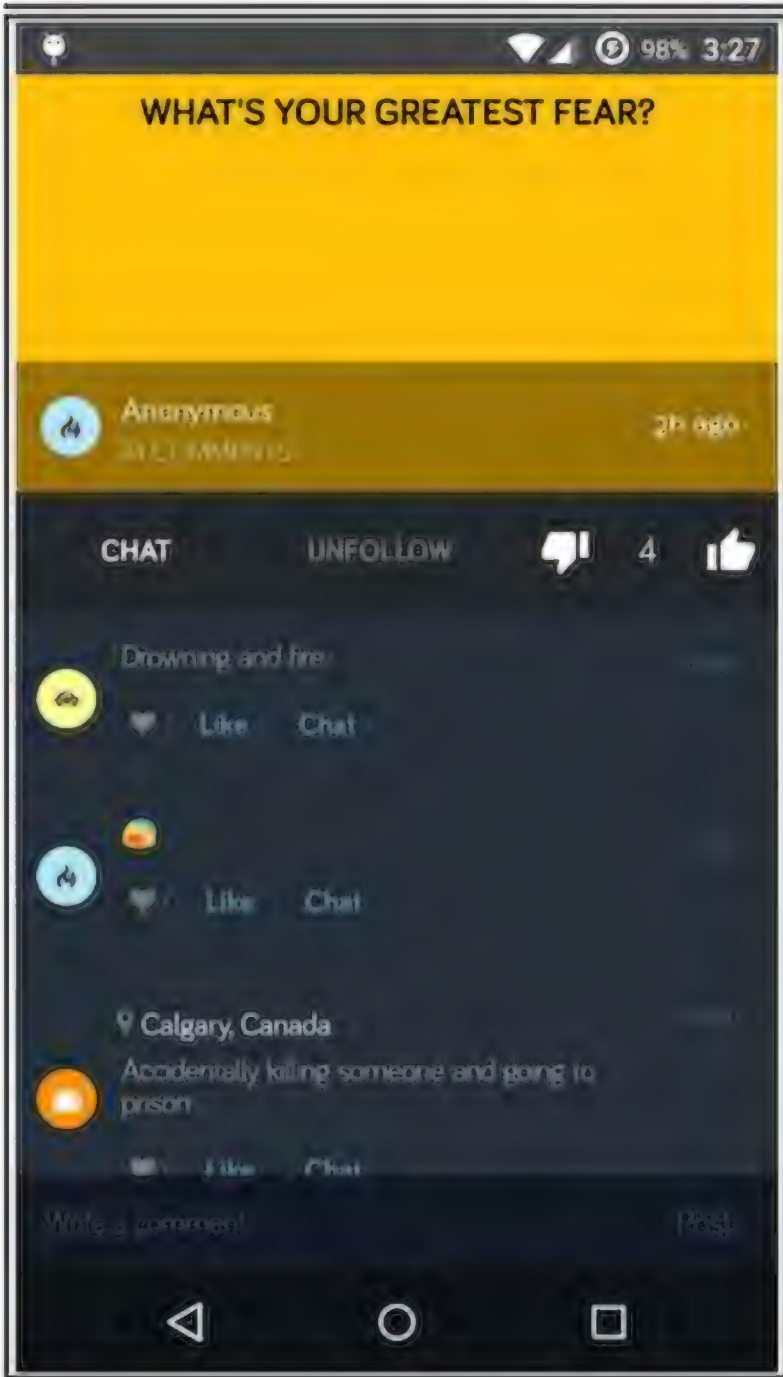 98% 3:27
WHAT'S YOUR GREATEST FEAR?
Anonymous
COMMENTS
2h ago
CHAT UNFOLLOW 4
Drowning and fire
Like Chat
Like Chat
Calgary, Canada
Accidentally killing someone and going to
prison
Like Chat
Write a comment
Post